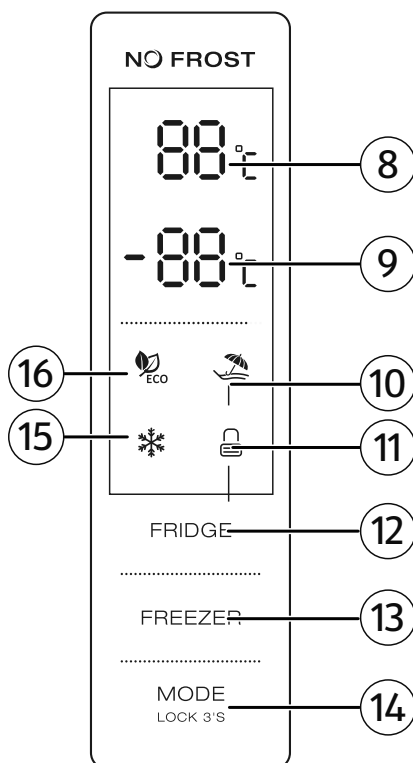 NO FROST
88°C 8
-88°C 9
16 ECO 10
15 11
FRIDGE 12
FREEZER 13
MODE
LOCK 3'S 14